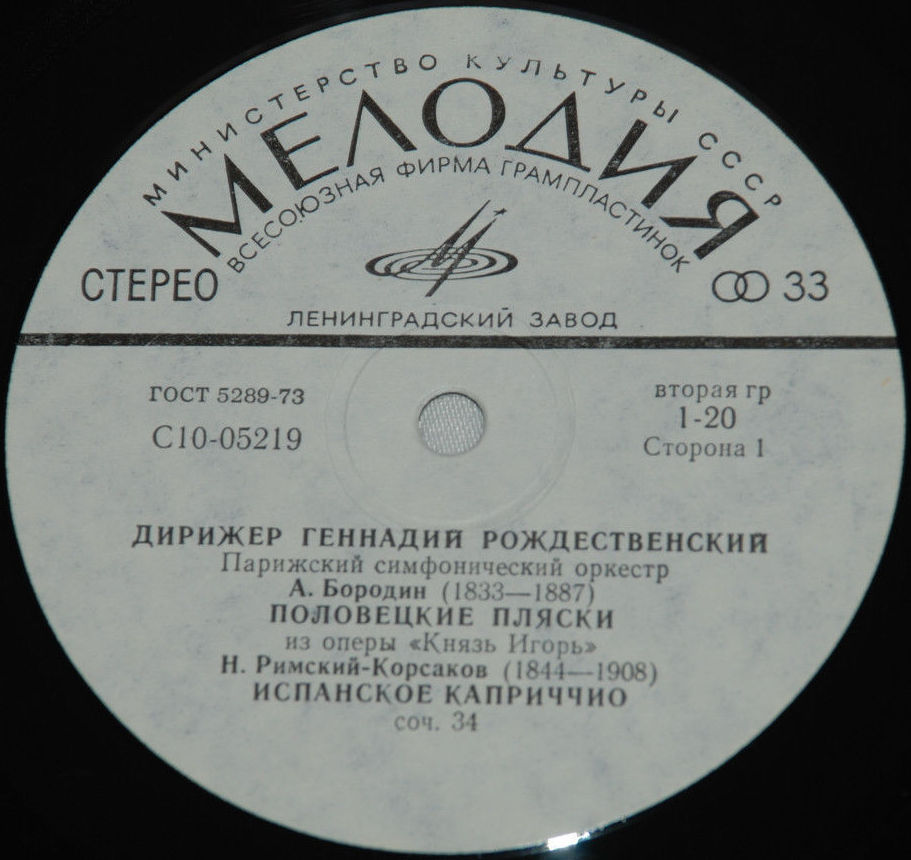 МИНИСТЕРСТВО КУЛЬТУРЫ СССР
МЕЛОДИЯ
ВСЕСОЮЗНАЯ ФИРМА ГРАМПЛАСТИНОК
СТЕРЕО
33
ЛЕНИНГРАДСКИЙ ЗАВОД
ГОСТ 5289-73
С10-05219
вторая гр
1-20
Сторона 1
ДИРИЖЕР ГЕННАДИЙ РОЖДЕСТВЕНСКИЙ
Парижский симфонический оркестр
А. Бородин (1833—1887)
ПОЛОВЕЦКИЕ ПЛЯСКИ
из оперы «Князь Игорь»
Н. Римский-Корсаков (1844—1908)
ИСПАНСКОЕ КАПРИЧЧИО
соч. 34